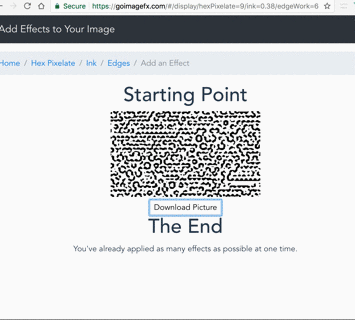 Secure https://goimagefx.com/#/display/hexPixelate=9/ink=0.38/edgeWork=6
Add Effects to Your Image
Home / Hex Pixelate / Ink / Edges / Add an Effect
Starting Point
Download Picture
The End
You've already applied as many effects as possible at one time.